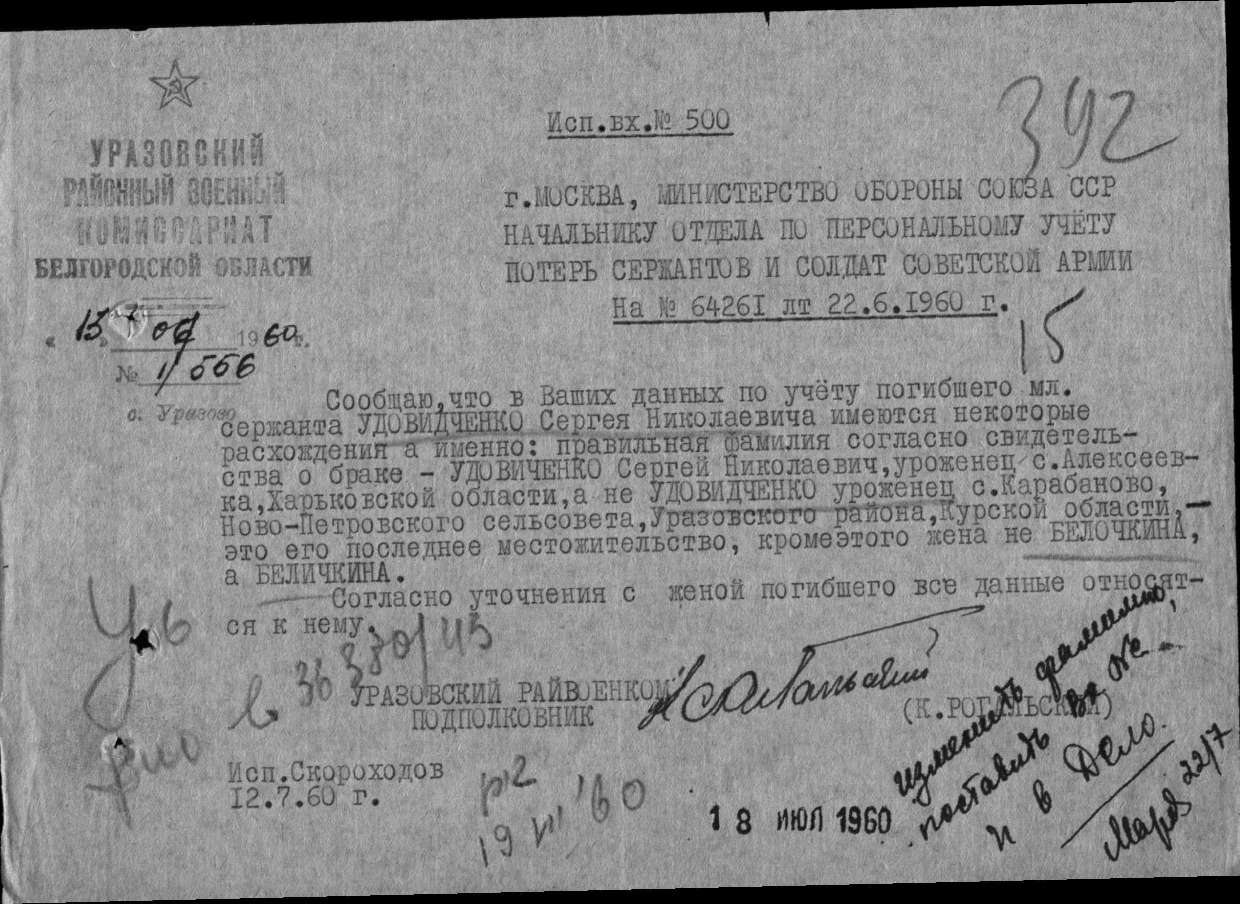 392
УРАЗОВСКИЙ
РАЙОННЫЙ ВОЕННЫЙ
КОМИССАРИАТ
БЕЛГОРОДСКОЙ ОБЛАСТИ
1960 г.
№ 1/566
с. Уразово
Исп.вх.№ 500
г.МОСКВА, МИНИСТЕРСТВО ОБОРОНЫ СОЮЗА ССР
НАЧАЛЬНИКУ ОТДЕЛА ПО ПЕРСОНАЛЬНОМУ УЧЁТУ
ПОТЕРЬ СЕРЖАНТОВ И СОЛДАТ СОВЕТСКОЙ АРМИИ
На № 64261 лт 22.6.1960 г.
15
Сообщаю,что в Ваших данных по учёту погибшего мл.
сержанта УДОВИДЧЕНКО Сергея Николаевича имеются некоторые
расхождения а именно: правильная фамилия согласно свидетель-
ства о браке - УДОВИЧЕНКО Сергей Николаевич,уроженец с.Алексеев-
ка,Харьковской области,а не УДОВИДЧЕНКО уроженец с.Карабаново,
Ново-Петровского сельсовета,Уразовского района,Курской области,-
это его последнее местожительство, кромеэтого жена не БЕЛОЧКИНА,
а БЕЛИЧКИНА.
Согласно уточнения с женой погибшего все данные относят-
ся к нему.
в 36380/43
УРАЗОВСКИЙ РАЙВОЕНКОМ
ПОДПОЛКОВНИК
(К.РОГАЛЬСКИЙ)
Исп.Скороходов
12.7.60 г.
19 VII 60
18 ИЮЛ 1960
изменить фамилию,
поставить вх №
и в Дело.
22/7